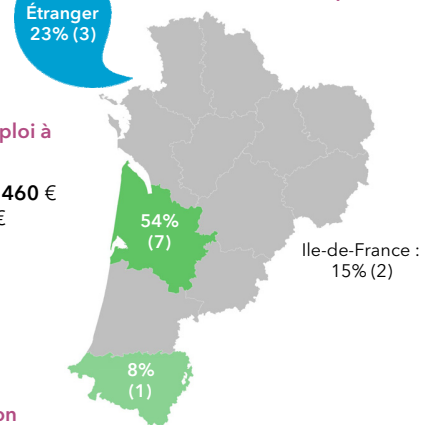 Étranger
23% (3)
ploi à
460 €
€
54%
(7)
Ile-de-France :
15% (2)
8%
(1)
on